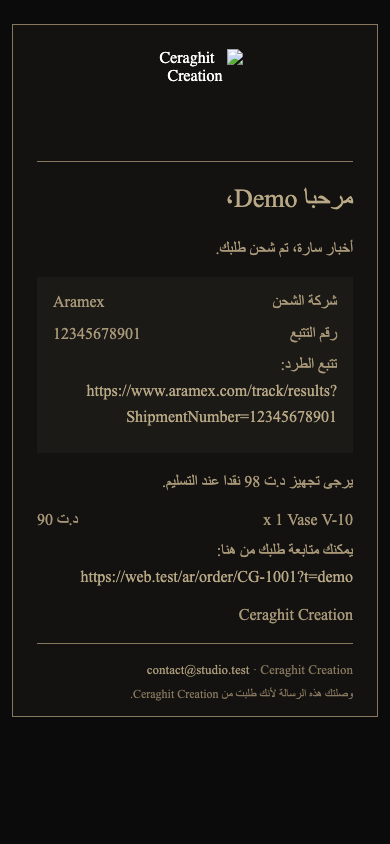 Ceraghit
Creation
مرحبا Demo،
أخبار سارة، تم شحن طلبك.
شركة الشحن Aramex
رقم التتبع 12345678901
تتبع الطرد:
https://www.aramex.com/track/results?
ShipmentNumber=12345678901
يرجى تجهيز د.ت 98 نقدا عند التسليم.
x 1 Vase V-10 د.ت 90
يمكنك متابعة طلبك من هنا:
https://web.test/ar/order/CG-1001?t=demo
Ceraghit Creation
Ceraghit Creation · contact@studio.test
وصلتك هذه الرسالة لأنك طلبت من Ceraghit Creation.